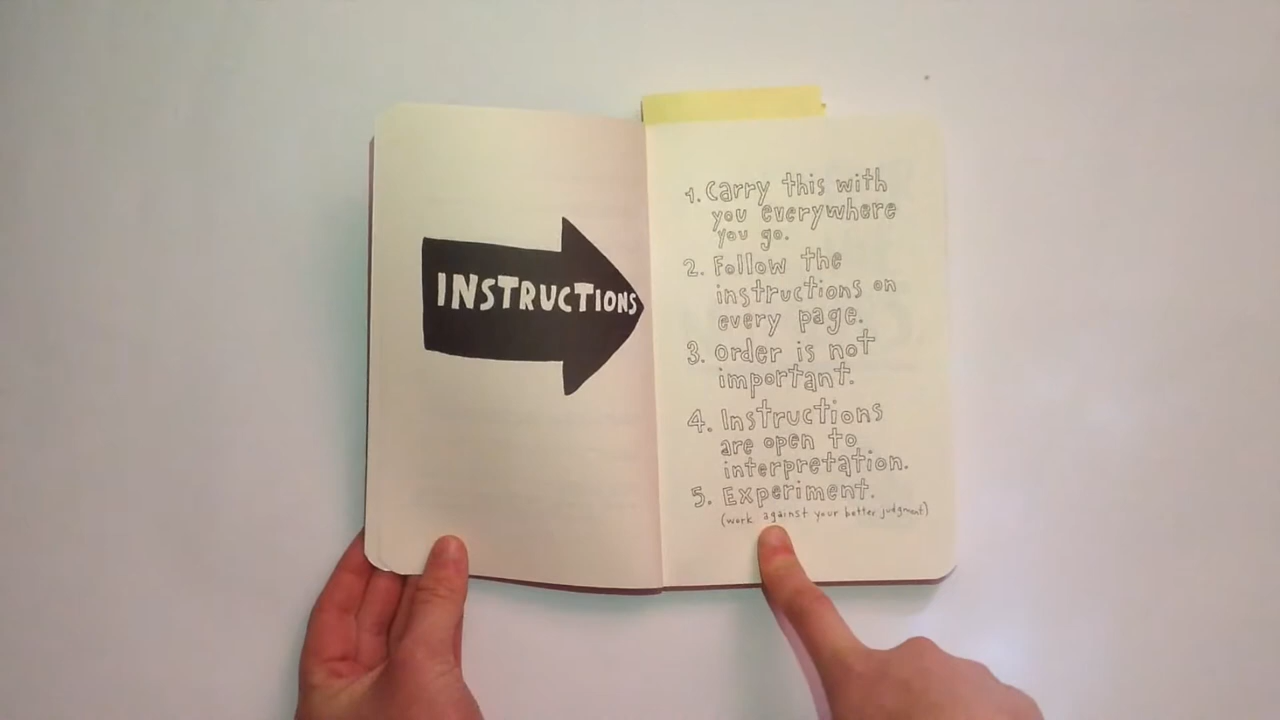 INSTRUCTIONS
1. Carry this with
you everywhere
you go.
2. Follow the
instructions on
every page.
3. Order is not
important.
4. Instructions
are open to
interpretation.
5. Experiment.
(work against your better judgment)